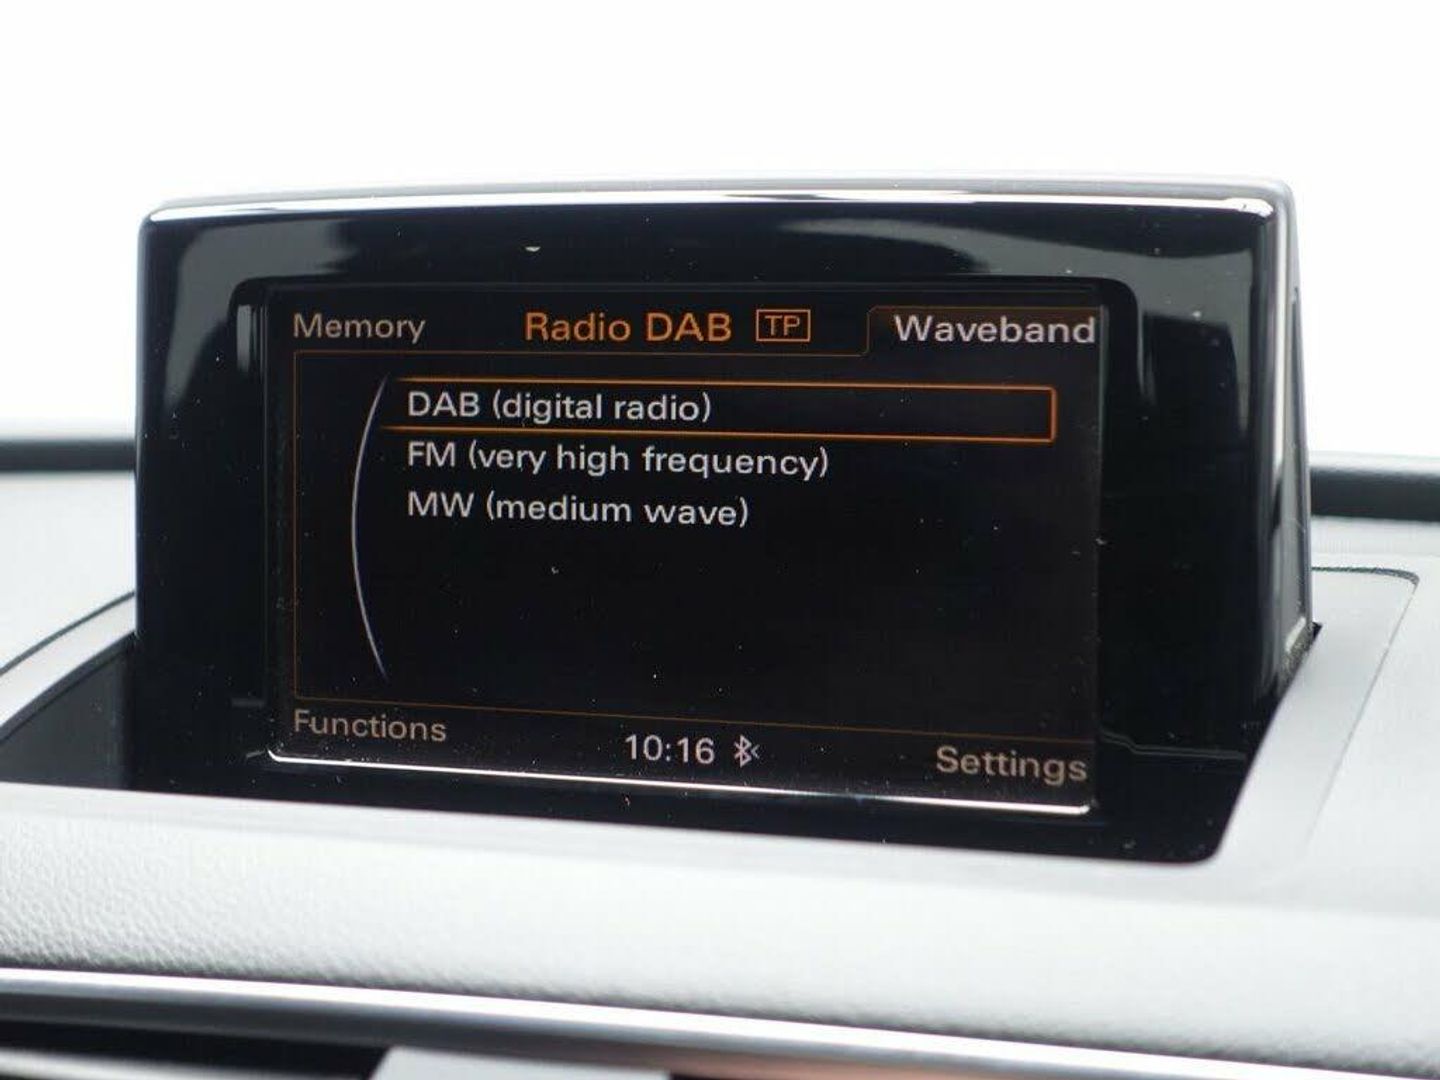 Memory Radio DAB TP Waveband
DAB (digital radio)
FM (very high frequency)
MW (medium wave)
Functions 10:16 Settings